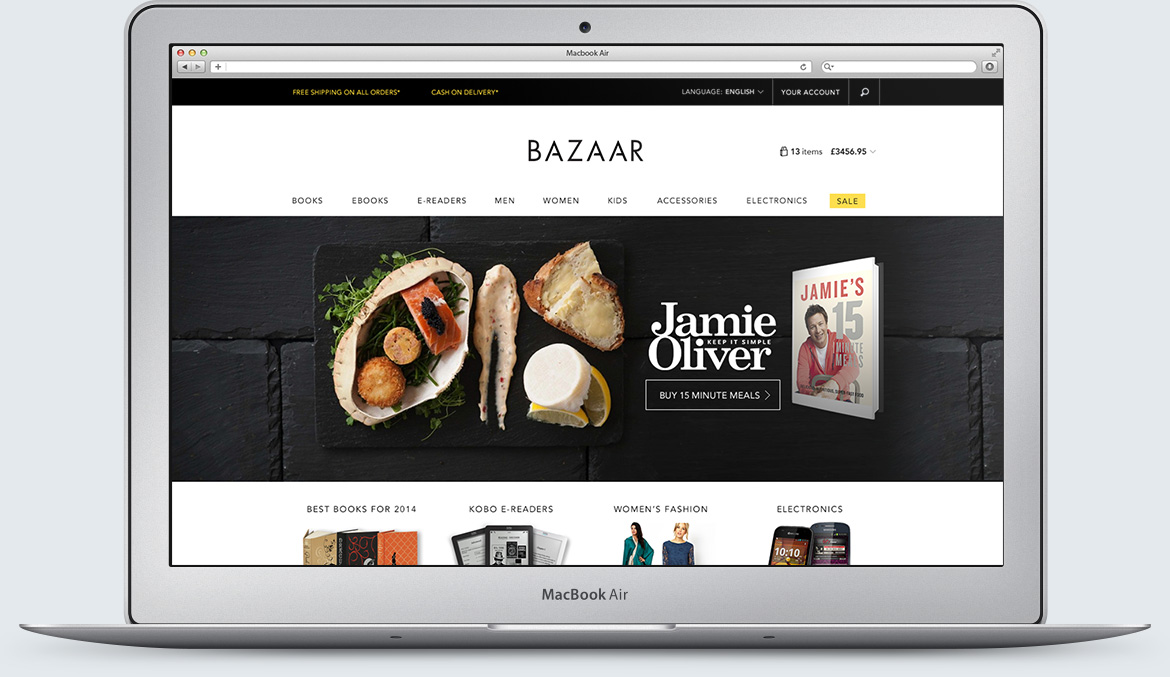 Macbook Air
FREE SHIPPING ON ALL ORDERS*
CASH ON DELIVERY*
LANGUAGE: ENGLISH
YOUR ACCOUNT
BAZAAR
13 items £3456.95
BOOKS EBOOKS E-READERS MEN WOMEN KIDS ACCESSORIES ELECTRONICS SALE
Jamie
KEEP IT SIMPLE
Oliver
BUY 15 MINUTE MEALS
JAMIE'S
15
MINUTE
MEALS
BEST BOOKS FOR 2014
KOBO E-READERS
WOMEN'S FASHION
ELECTRONICS
10:10
MacBook Air